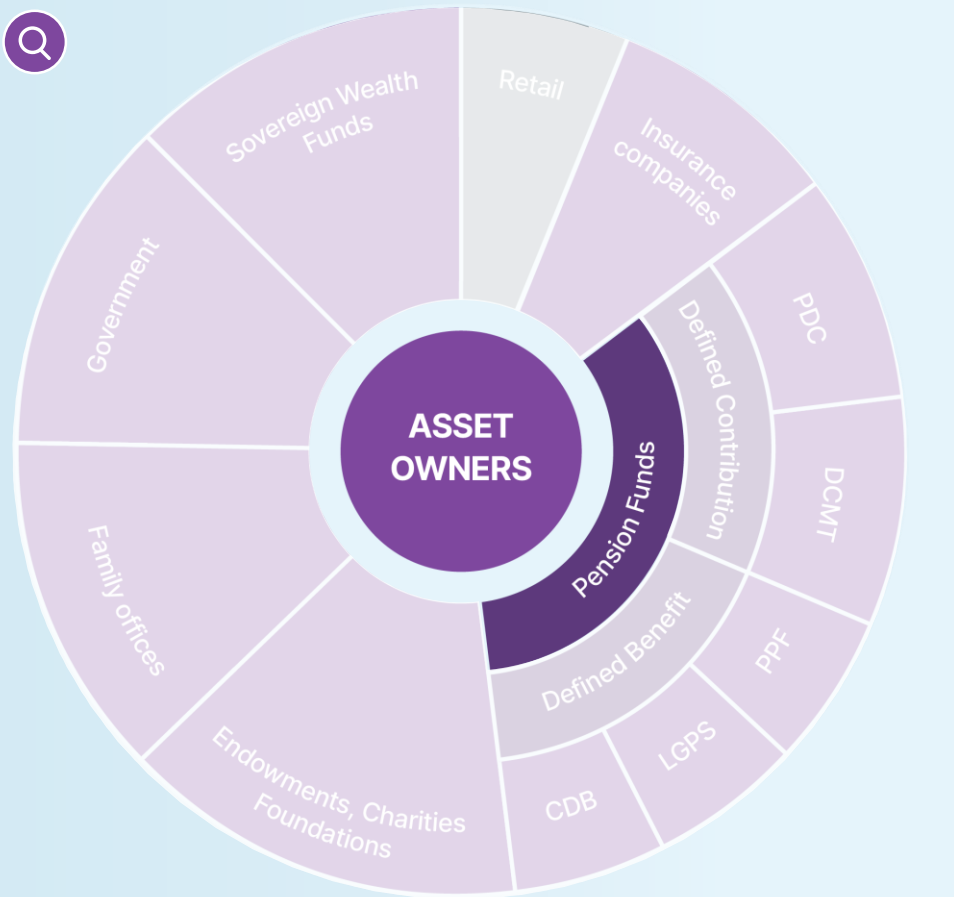 ASSET
OWNERS
Retail
Insurance
companies
Pension Funds
Defined Contribution
PDC
DCMT
Defined Benefit
PPF
LGPS
CDB
Endowments, Charities
Foundations
Family offices
Government
Sovereign Wealth
Funds